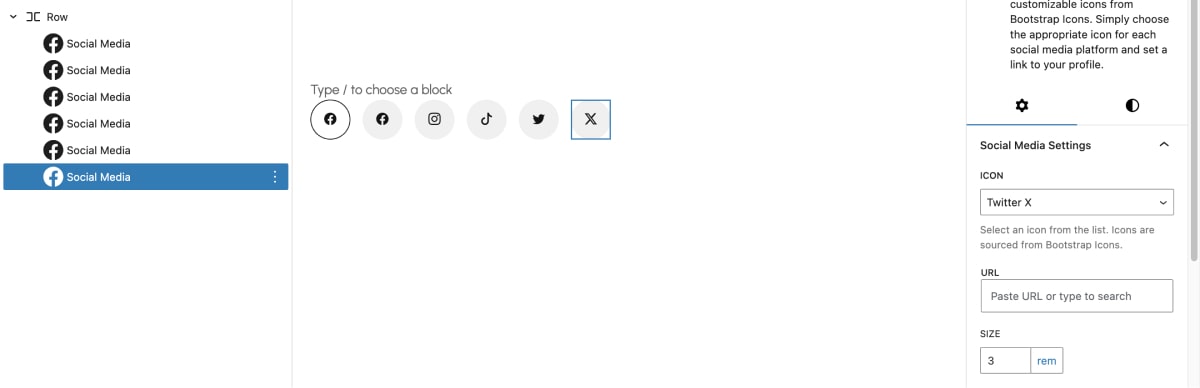 Row
Social Media
Social Media
Social Media
Social Media
Social Media
Social Media
Type / to choose a block
customizable icons from
Bootstrap Icons. Simply choose
the appropriate icon for each
social media platform and set a
link to your profile.
Social Media Settings
ICON
Twitter X
Select an icon from the list. Icons are
sourced from Bootstrap Icons.
URL
Paste URL or type to search
SIZE
3 rem